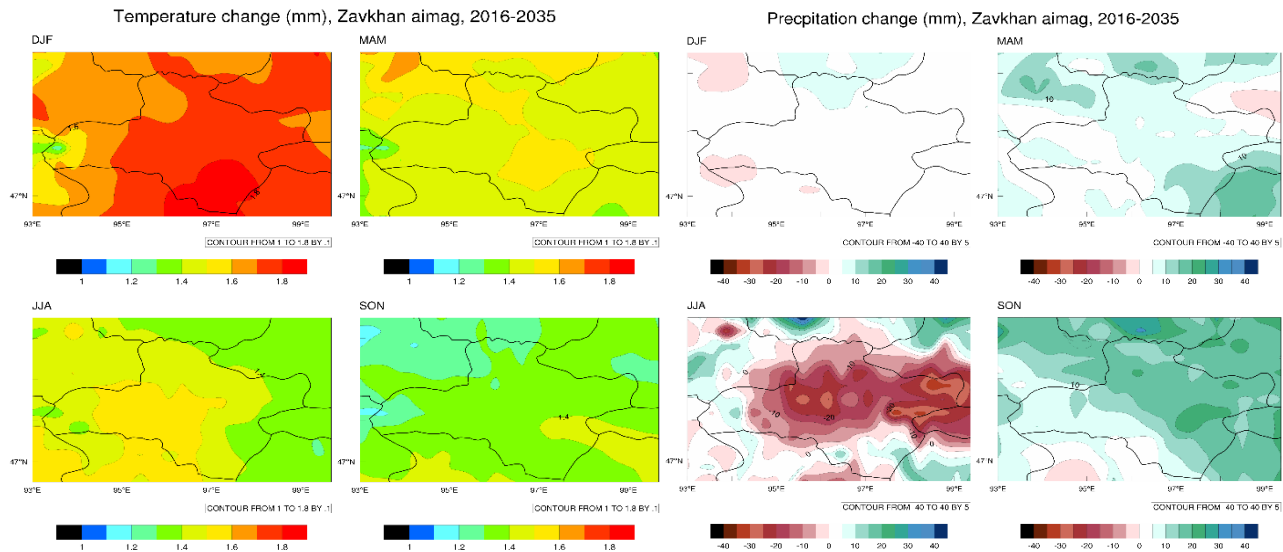 Temperature change (mm), Zavkhan aimag, 2016-2035
Precpitation change (mm), Zavkhan aimag, 2016-2035
DJF
MAM
DJF
MAM
1.6
1.8
10
10
47°N
47°N
93°E 95°E 97°E 99°E
93°E 95°E 97°E 99°E
93°E 95°E 97°E 99°E
93°E 95°E 97°E 99°E
CONTOUR FROM 1 TO 1.8 BY .1
CONTOUR FROM 1 TO 1.8 BY .1
CONTOUR FROM -40 TO 40 BY 5
CONTOUR FROM -40 TO 40 BY 5
1 1.2 1.4 1.6 1.8
1 1.2 1.4 1.6 1.8
-40 -30 -20 -10 0 10 20 30 40
-40 -30 -20 -10 0 10 20 30 40
JJA
SON
JJA
SON
1.4
1.4
0
-10
-10
-20
0
0
10
47°N
47°N
93°E 95°E 97°E 99°E
93°E 95°E 97°E 99°E
93°E 95°E 97°E 99°E
93°E 95°E 97°E 99°E
CONTOUR FROM 1 TO 1.8 BY .1
CONTOUR FROM 1 TO 1.8 BY .1
CONTOUR FROM 40 TO 40 BY 5
CONTOUR FROM 40 TO 40 BY 5
1 1.2 1.4 1.6 1.8
1 1.2 1.4 1.6 1.8
-40 -30 -20 -10 0 10 20 30 40
-40 -30 -20 -10 0 10 20 30 40